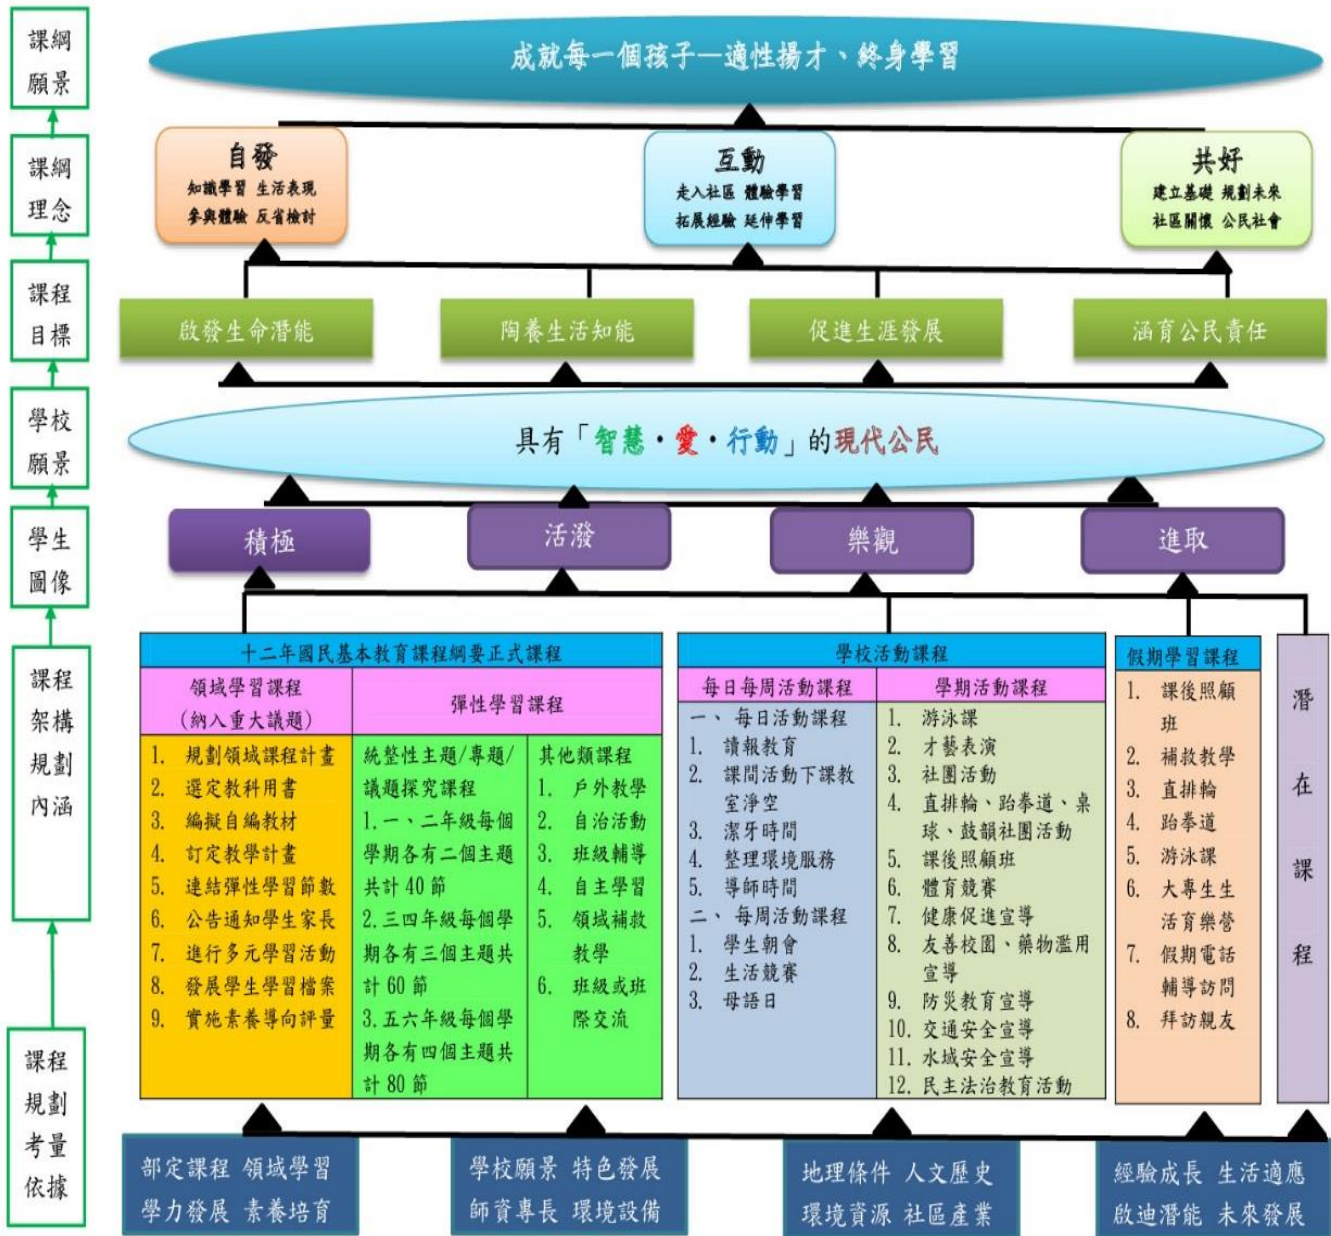 課綱
願景
成就每一個孩子—適性揚才、終身學習
課綱
理念
自發
知識學習 生活表現
參與體驗 反省檢討
互動
走入社區 體驗學習
拓展經驗 延伸學習
共好
建立基礎 規劃未來
社區關懷 公民社會
課程
目標
啟發生命潛能
陶養生活知能
促進生涯發展
涵育公民責任
學校
願景
具有「智慧・愛・行動」的現代公民
學生
圖像
積極
活潑
樂觀
進取
課程
架構
規劃
內涵
十二年國民基本教育課程綱要正式課程
領域學習課程
(納入重大議題)
1. 規劃領域課程計畫
2. 選定教科用書
3. 編擬自編教材
4. 訂定教學計畫
5. 連結彈性學習節數
6. 公告通知學生家長
7. 進行多元學習活動
8. 發展學生學習檔案
9. 實施素養導向評量
彈性學習課程
統整性主題/專題/
議題探究課程
1.一、二年級每個
學期各有二個主題
共計 40 節
2.三四年級每個學
期各有三個主題共
計 60 節
3.五六年級每個學
期各有四個主題共
計 80 節
其他類課程
1. 戶外教學
2. 自治活動
3. 班級輔導
4. 自主學習
5. 領域補救
教學
6. 班級或班
際交流
學校活動課程
每日每周活動課程
一、 每日活動課程
1. 讀報教育
2. 課間活動下課教
室淨空
3. 潔牙時間
4. 整理環境服務
5. 導師時間
二、 每周活動課程
1. 學生朝會
2. 生活競賽
3. 母語日
學期活動課程
1. 游泳課
2. 才藝表演
3. 社團活動
4. 直排輪、跆拳道、桌
球、鼓韻社團活動
5. 課後照顧班
6. 體育競賽
7. 健康促進宣導
8. 友善校園、藥物濫用
宣導
9. 防災教育宣導
10. 交通安全宣導
11. 水域安全宣導
12. 民主法治教育活動
假期學習課程
1. 課後照顧
班
2. 補救教學
3. 直排輪
4. 跆拳道
5. 游泳課
6. 大專生生
活育樂營
7. 假期電話
輔導訪問
8. 拜訪親友
潛
在
課
程
課程
規劃
考量
依據
部定課程 領域學習
學力發展 素養培育
學校願景 特色發展
師資專長 環境設備
地理條件 人文歷史
環境資源 社區產業
經驗成長 生活適應
啟迪潛能 未來發展